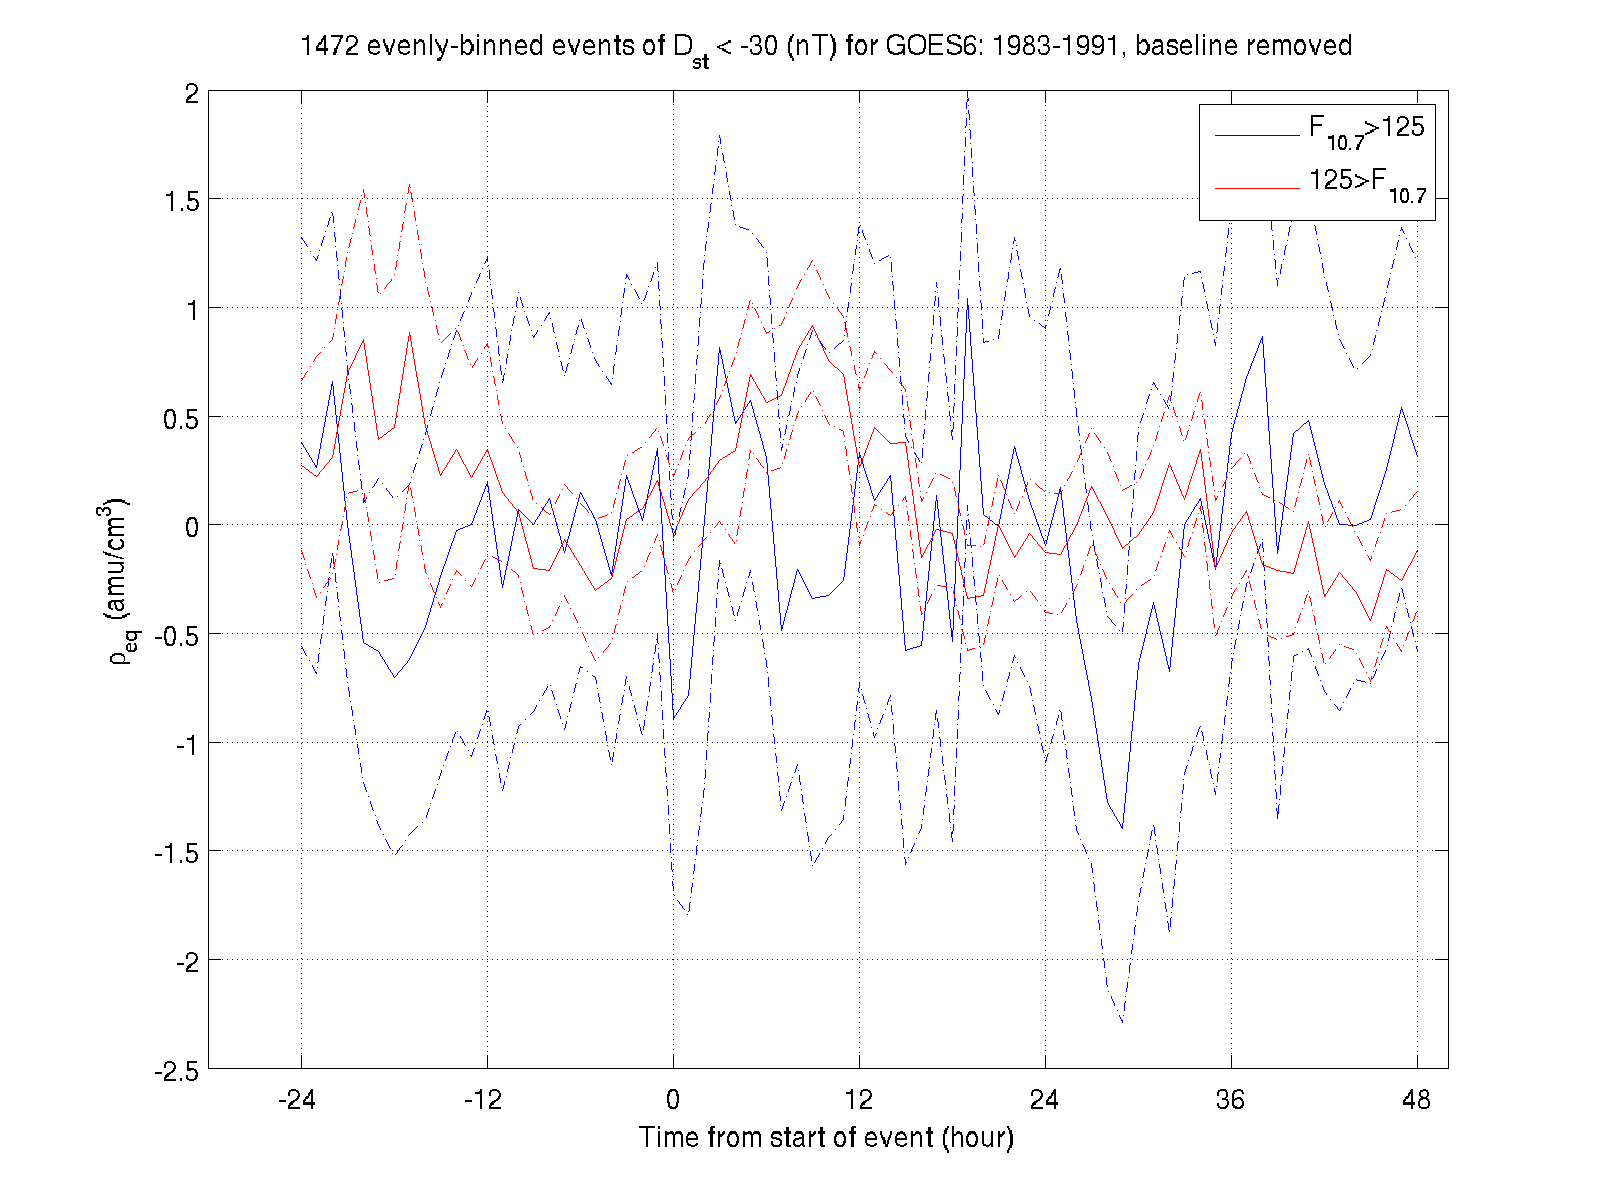 1472 evenly-binned events of Dst < -30 (nT) for GOES6: 1983-1991, baseline removed
F10.7>125
125>F10.7
2
1.5
1
0.5
0
-0.5
-1
-1.5
-2
-2.5
ρeq (amu/cm³)
-24 -12 0 12 24 36 48
Time from start of event (hour)